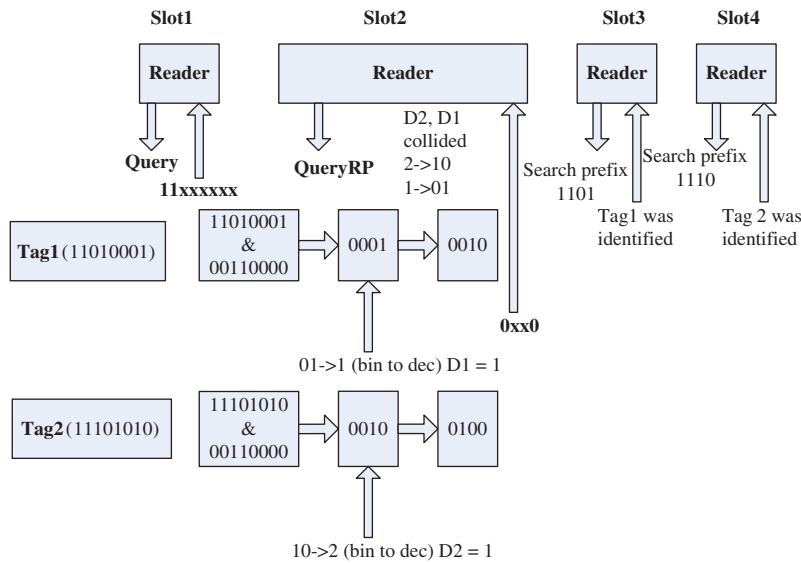 Slot1
Slot2
Slot3
Slot4
Reader
Reader
Reader
Reader
Query
11xxxxxx
QueryRP
D2, D1
collided
2->10
1->01
Search prefix
1101
Search prefix
1110
Tag1 was
identified
Tag 2 was
identified
Tag1(11010001)
11010001
&
00110000
0001
0010
0xx0
01->1 (bin to dec) D1 = 1
Tag2(11101010)
11101010
&
00110000
0010
0100
10->2 (bin to dec) D2 = 1